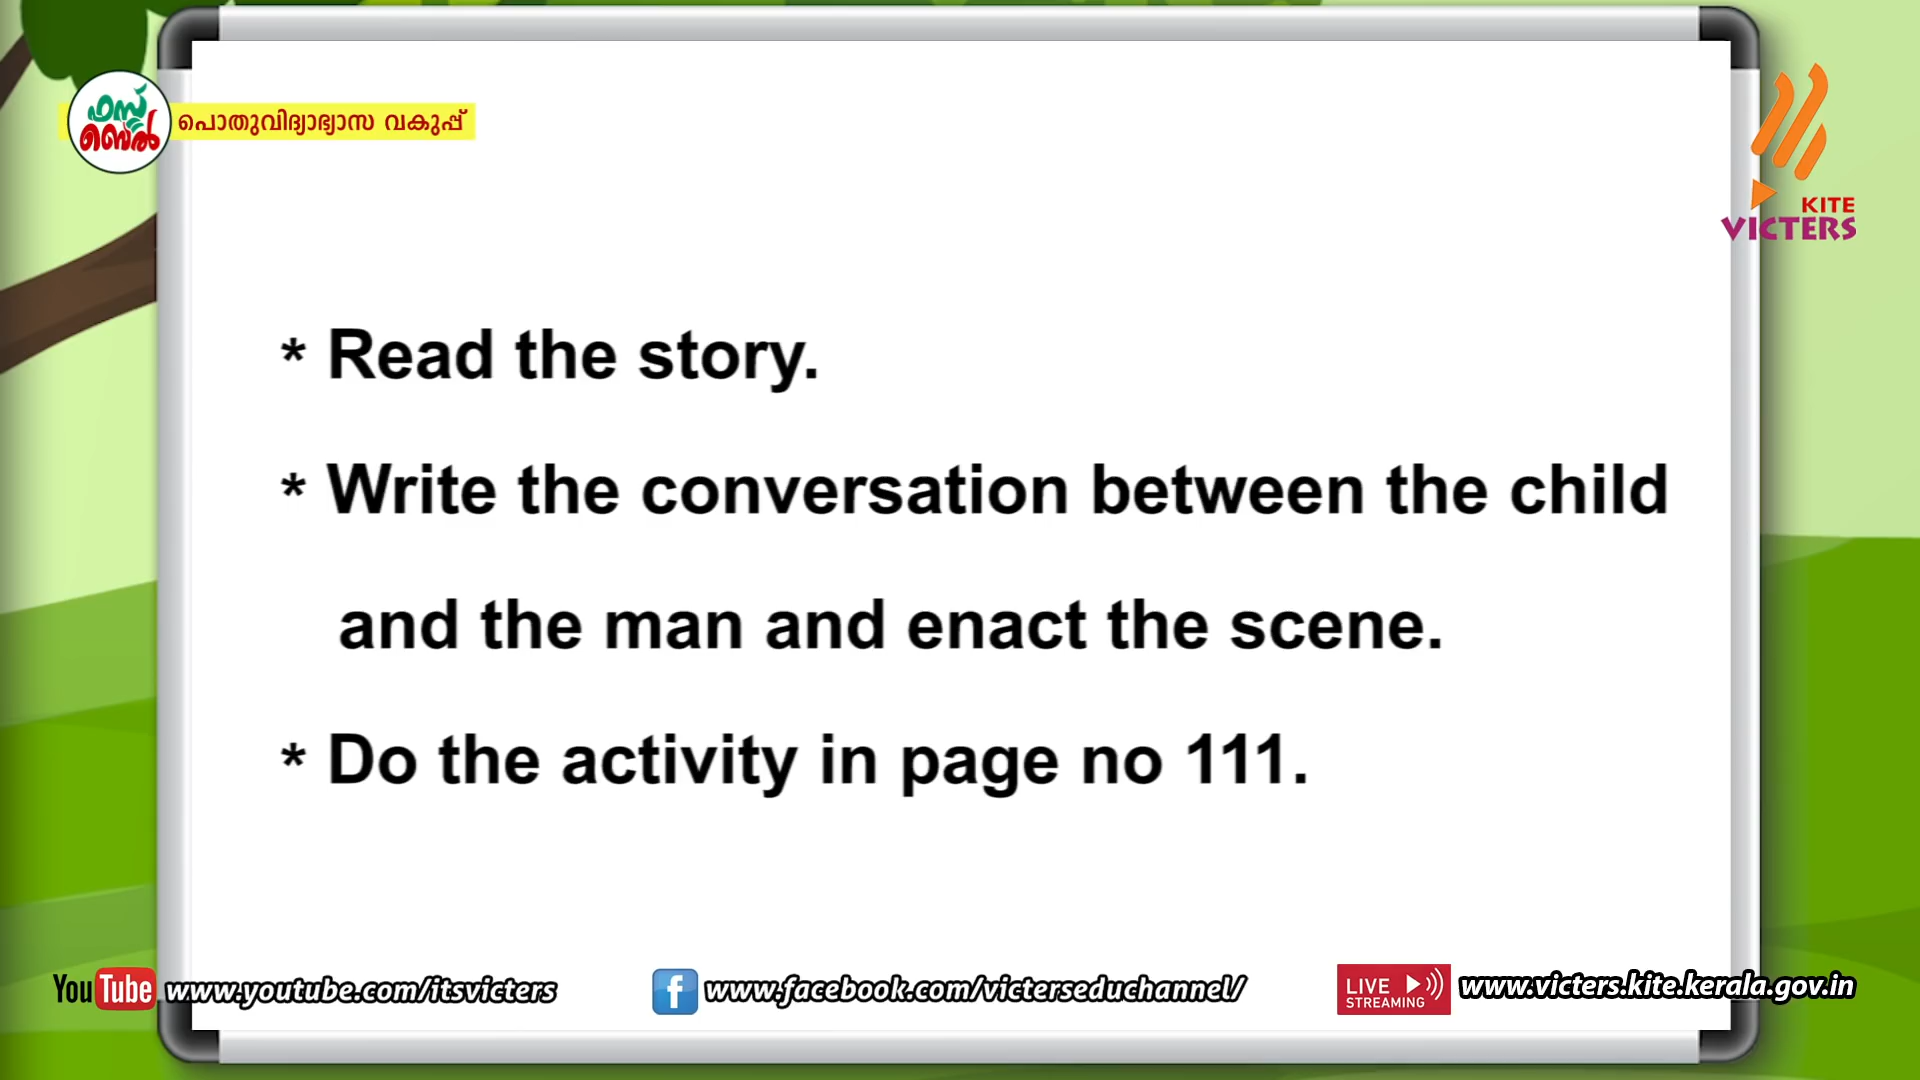 ഫസ്റ്റ്
ബെൽ
പൊതുവിദ്യാഭ്യാസ വകുപ്പ്
KITE
VICTERS
* Read the story.
* Write the conversation between the child
and the man and enact the scene.
* Do the activity in page no 111.
YouTube www.youtube.com/itsvicters
f www.facebook.com/victerseduchannel/
LIVE STREAMING www.victers.kite.kerala.gov.in